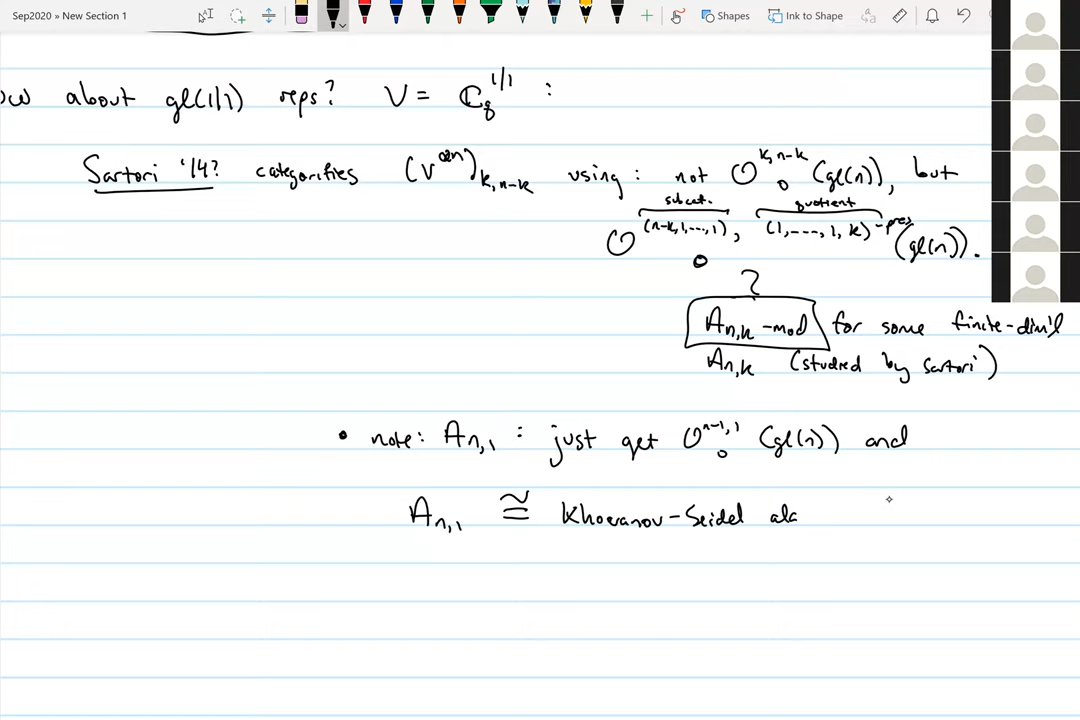 Sep2020 » New Section 1
Shapes
Ink to Shape
ow about gl(1|1) reps? V = ℂ_q^{1|1} :
Sartori '14? categorifies (V^{⊗n})_{k,n-k} using: not O_0^{k,n-k}(gl(n)), but
subcat. quotient
O_0^{(n-k,1,...,1), (1,----,1,k)-pres}(gl(n)).
?
A_{n,k}-mod for some finite-dim'l
A_{n,k} (studied by Sartori)
• note: A_{n,1} : just get O_0^{n-1,1}(gl(n)) and
A_{n,1} ≅ Khovanov-Seidel alg